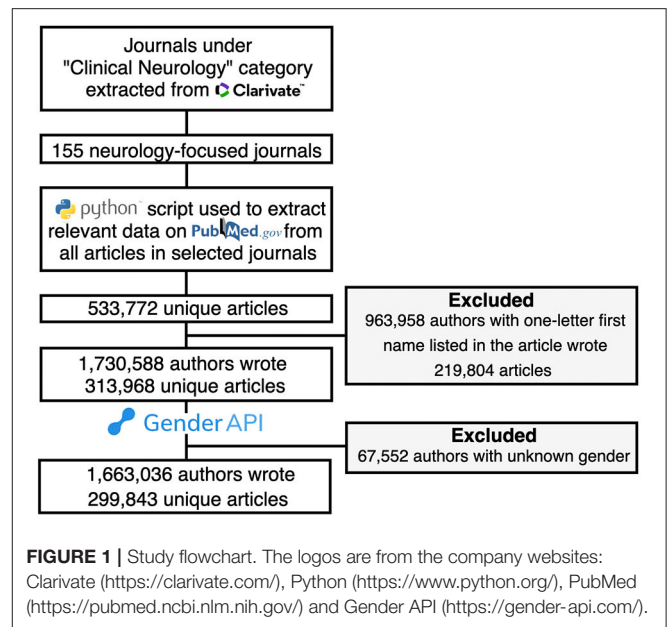 Journals under
"Clinical Neurology" category
extracted from Clarivate™
155 neurology-focused journals
python™ script used to extract
relevant data on PubMed.gov from
all articles in selected journals
533,772 unique articles
Excluded
963,958 authors with one-letter first
name listed in the article wrote
219,804 articles
1,730,588 authors wrote
313,968 unique articles
Gender API
Excluded
67,552 authors with unknown gender
1,663,036 authors wrote
299,843 unique articles
FIGURE 1 | Study flowchart. The logos are from the company websites:
Clarivate (https://clarivate.com/), Python (https://www.python.org/), PubMed
(https://pubmed.ncbi.nlm.nih.gov/) and Gender API (https://gender-api.com/).